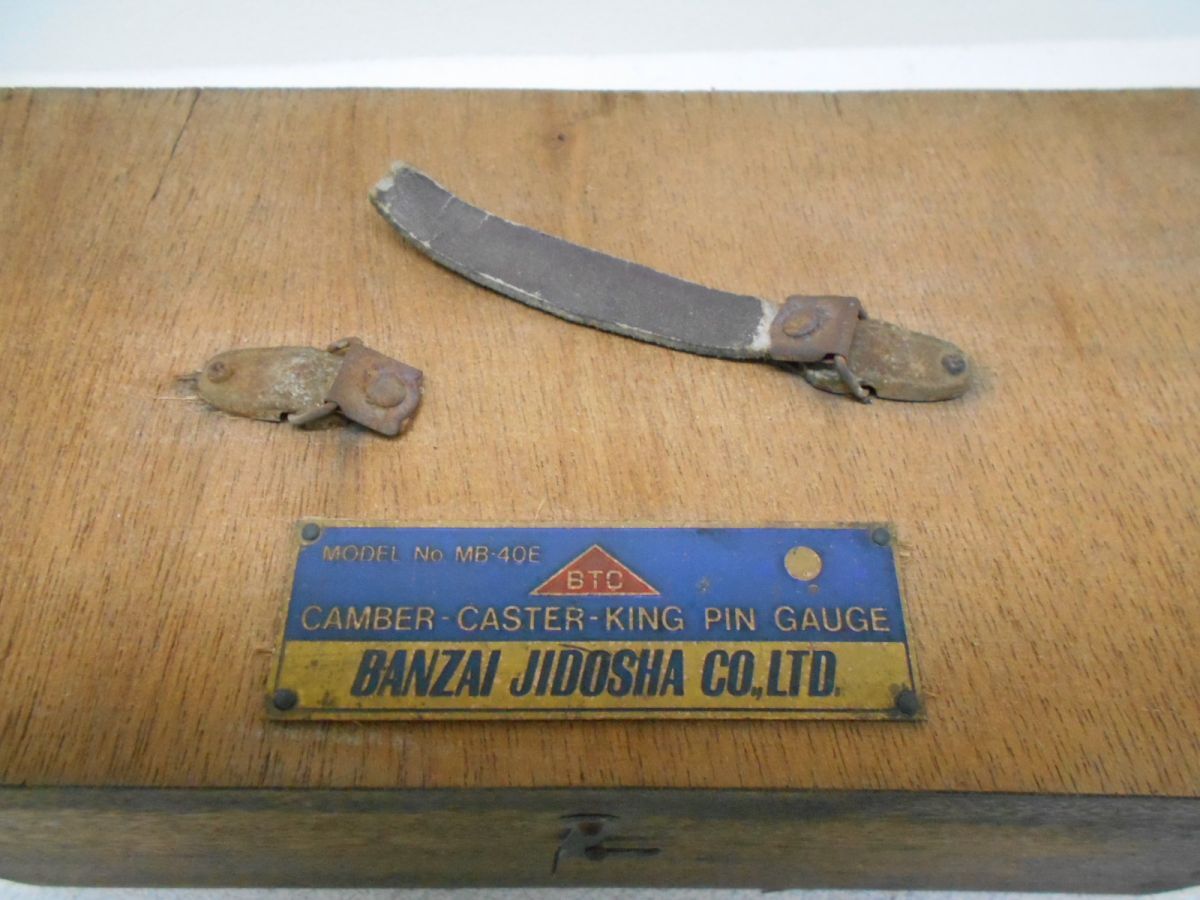 MODEL No MB-40E
BTC
CAMBER-CASTER-KING PIN GAUGE
BANZAI JIDOSHA CO.,LTD.